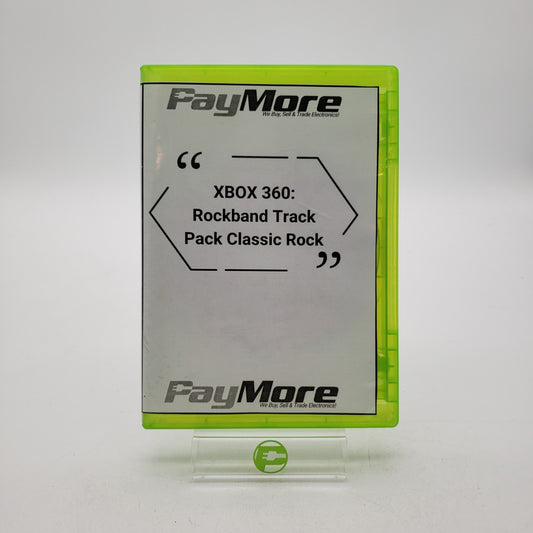 PayMore
We Buy, Sell & Trade Electronics!
“
XBOX 360:
Rockband Track
Pack Classic Rock
”
PayMore
We Buy, Sell & Trade Electronics!